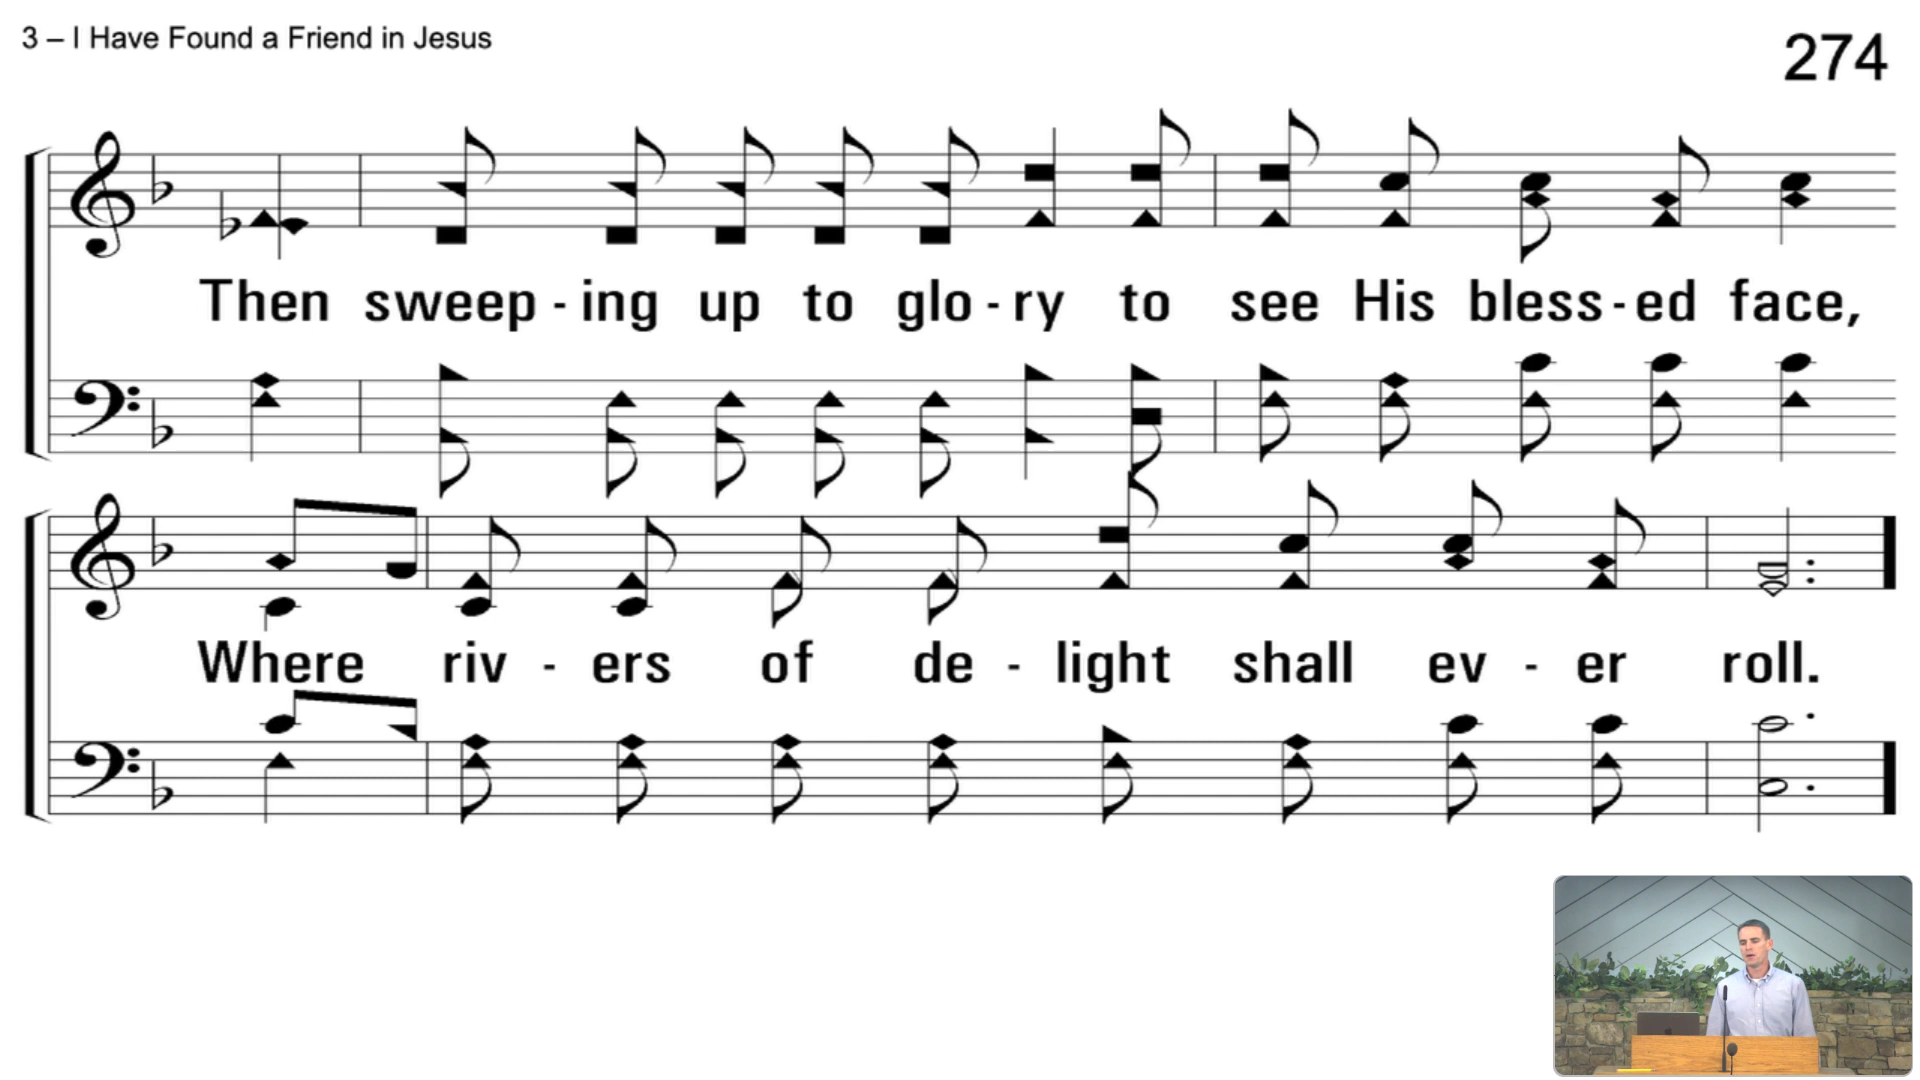 3 – I Have Found a Friend in Jesus
274
Then sweep - ing up to glo - ry to see His bless - ed face,
Where riv - ers of de - light shall ev - er roll.